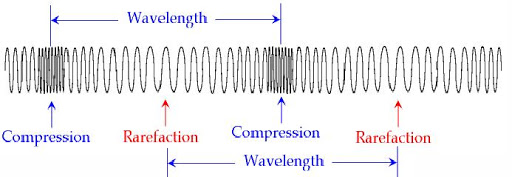 Wavelength
Compression
Rarefaction
Compression
Rarefaction
Wavelength